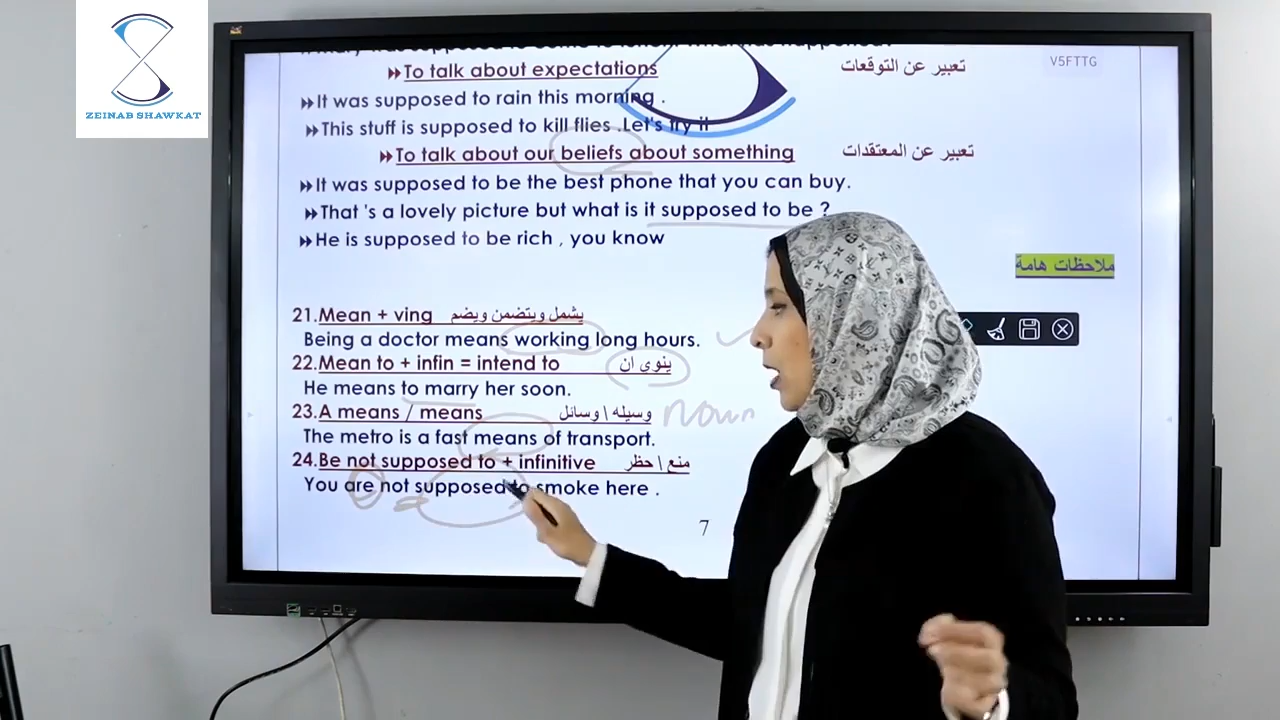 ZEINAB SHAWKAT
V5FTTG
To talk about expectations تعبير عن التوقعات
It was supposed to rain this morning .
This stuff is supposed to kill flies .Let's try it
To talk about our beliefs about something تعبير عن المعتقدات
It was supposed to be the best phone that you can buy.
That 's a lovely picture but what is it supposed to be ?
He is supposed to be rich , you know
ملاحظات هامة
21.Mean + ving يشمل ويتضمن ويضم
Being a doctor means working long hours.
22.Mean to + infin = intend to ينوى ان
He means to marry her soon.
23.A means / means وسيله \ وسائل noun
The metro is a fast means of transport.
24.Be not supposed to + infinitive منع \ حظر
You are not supposed to smoke here .
7